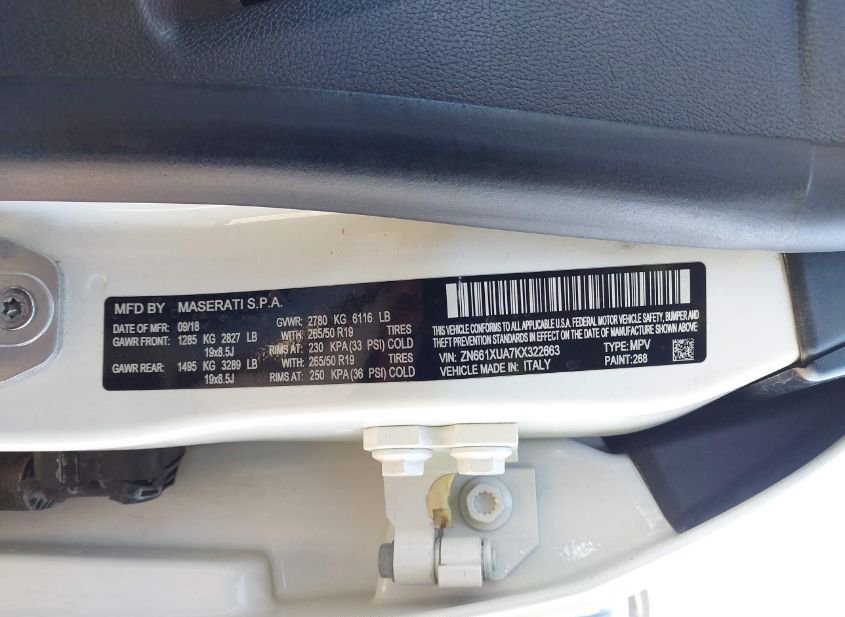 MFD BY MASERATI S.P.A.
DATE OF MFR: 09/18 GVWR: 2780 KG 6116 LB
GAWR FRONT: 1285 KG 2827 LB WITH: 265/50 R19 TIRES
19x8.5J RIMS AT: 230 KPA (33 PSI) COLD
GAWR REAR: 1495 KG 3289 LB WITH: 265/50 R19 TIRES
19x8.5J RIMS AT: 250 KPA (36 PSI) COLD
THIS VEHICLE CONFORMS TO ALL APPLICABLE U.S.A. FEDERAL MOTOR VEHICLE SAFETY, BUMPER AND
THEFT PREVENTION STANDARDS IN EFFECT ON THE DATE OF MANUFACTURE SHOWN ABOVE.
VIN: ZN661XUA7KX322663 TYPE: MPV
VEHICLE MADE IN: ITALY PAINT: 268